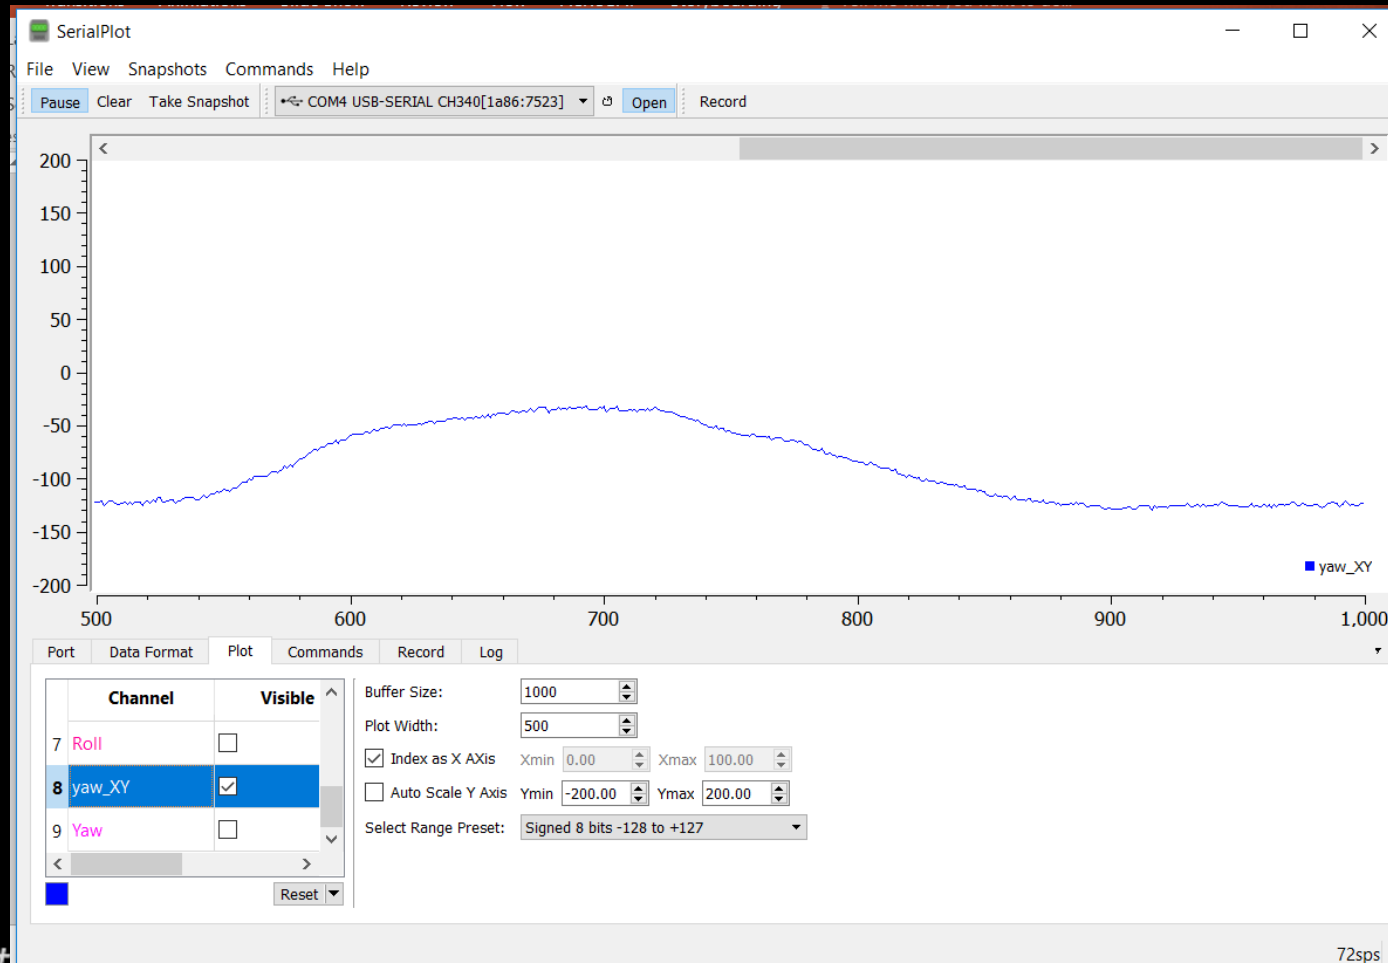 SerialPlot
File View Snapshots Commands Help
Pause Clear Take Snapshot COM4 USB-SERIAL CH340[1a86:7523] Open Record
200
150
100
50
0
-50
-100
-150
-200
yaw_XY
500 600 700 800 900 1,000
Port Data Format Plot Commands Record Log
Channel Visible
7 Roll
8 yaw_XY
9 Yaw
Reset
Buffer Size: 1000
Plot Width: 500
Index as X AXis Xmin 0.00 Xmax 100.00
Auto Scale Y Axis Ymin -200.00 Ymax 200.00
Select Range Preset: Signed 8 bits -128 to +127
72sps